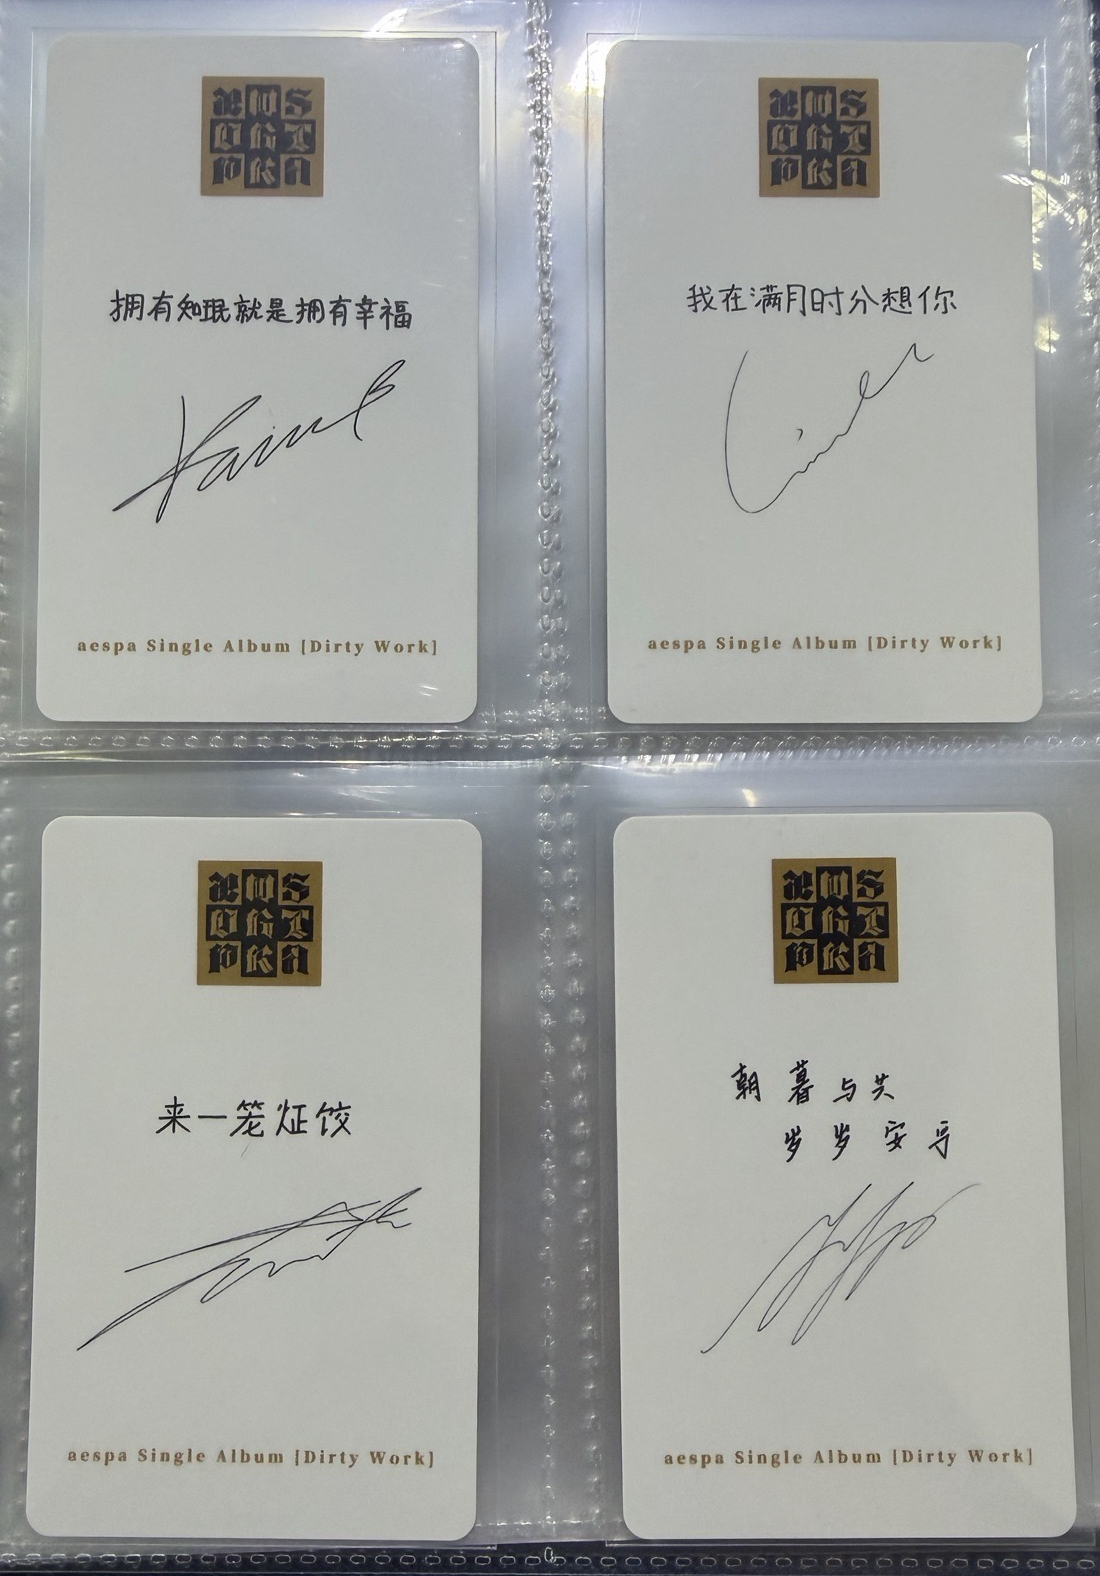 æ W S
D G T
P K A
拥有知珉就是拥有幸福
aespa Single Album [Dirty Work]
æ W S
D G T
P K A
我在满月时分想你
aespa Single Album [Dirty Work]
æ W S
D G T
P K A
来一笼炡饺
aespa Single Album [Dirty Work]
æ W S
D G T
P K A
朝暮与共
岁岁安宁
aespa Single Album [Dirty Work]